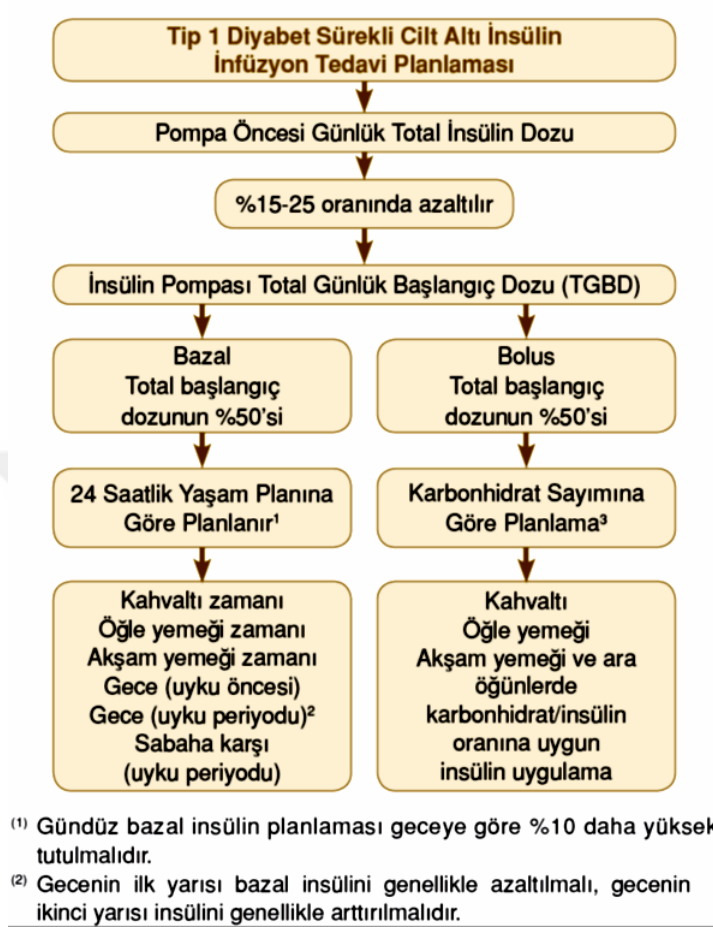 Tip 1 Diyabet Sürekli Cilt Altı İnsülin
İnfüzyon Tedavi Planlaması
Pompa Öncesi Günlük Total İnsülin Dozu
%15-25 oranında azaltılır
İnsülin Pompası Total Günlük Başlangıç Dozu (TGBD)
Bazal
Total başlangıç
dozunun %50'si
Bolus
Total başlangıç
dozunun %50'si
24 Saatlik Yaşam Planına
Göre Planlanır¹
Karbonhidrat Sayımına
Göre Planlama³
Kahvaltı zamanı
Öğle yemeği zamanı
Akşam yemeği zamanı
Gece (uyku öncesi)
Gece (uyku periyodu)²
Sabaha karşı
(uyku periyodu)
Kahvaltı
Öğle yemeği
Akşam yemeği ve ara
öğünlerde
karbonhidrat/insülin
oranına uygun
insülin uygulama
(1) Gündüz bazal insülin planlaması geceye göre %10 daha yüksek
tutulmalıdır.
(2) Gecenin ilk yarısı bazal insülini genellikle azaltılmalı, gecenin
ikinci yarısı insülini genellikle arttırılmalıdır.